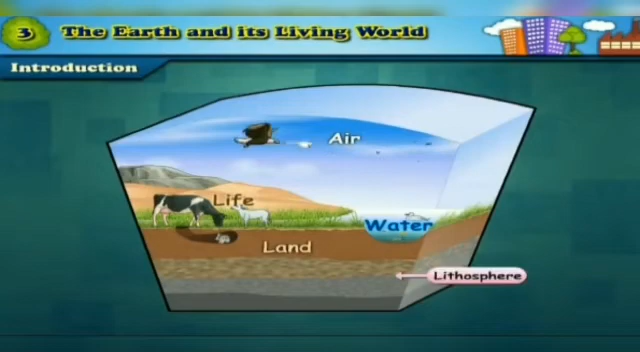 3 The Earth and its Living World
Introduction
Air
Life
Water
Land
Lithosphere